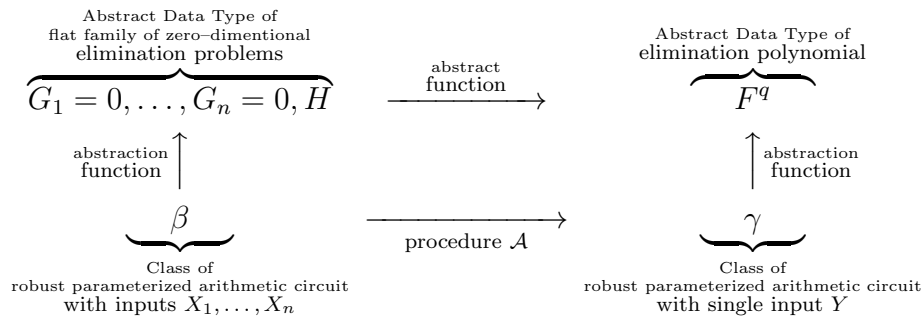 Abstract Data Type of
flat family of zero–dimentional
elimination problems
G₁ = 0, . . . , Gₙ = 0, H
abstract
function
Abstract Data Type of
elimination polynomial
F^q
abstraction
function
abstraction
function
β
procedure 𝒜
γ
Class of
robust parameterized arithmetic circuit
with inputs X₁, . . . , Xₙ
Class of
robust parameterized arithmetic circuit
with single input Y